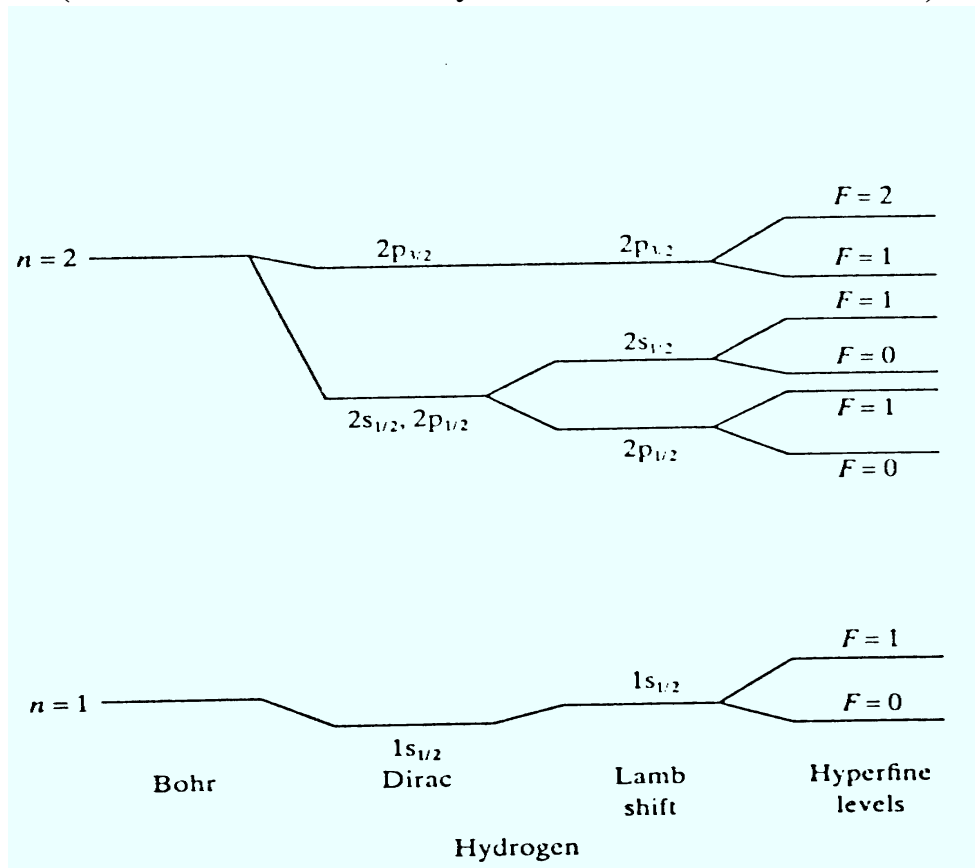 F = 2
n = 2
2p3/2
2p3/2
F = 1
F = 1
2s1/2
F = 0
2s1/2, 2p1/2
F = 1
2p1/2
F = 0
F = 1
n = 1
1s1/2
F = 0
1s1/2
Bohr
Dirac
Lamb
shift
Hyperfine
levels
Hydrogen